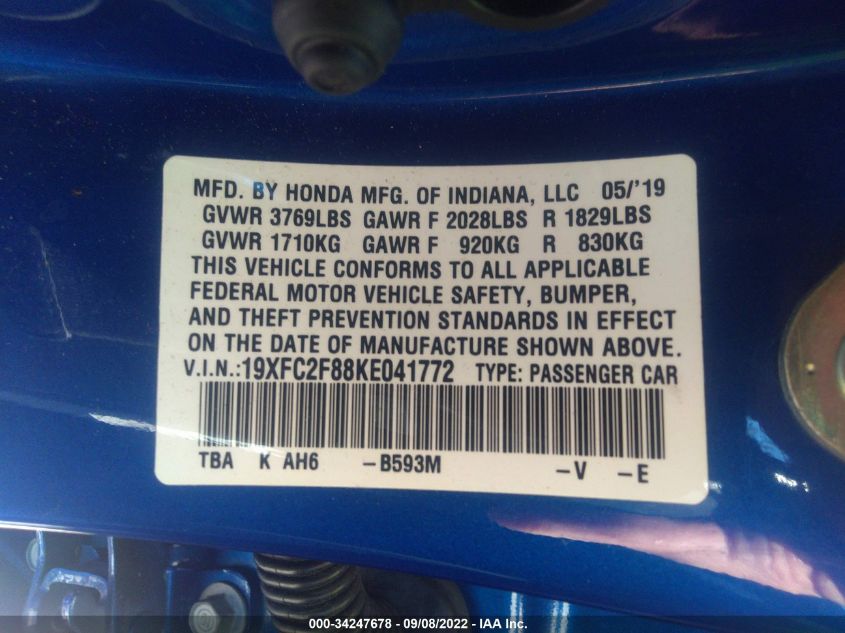 MFD. BY HONDA MFG. OF INDIANA, LLC 05/'19
GVWR 3769LBS GAWR F 2028LBS R 1829LBS
GVWR 1710KG GAWR F 920KG R 830KG
THIS VEHICLE CONFORMS TO ALL APPLICABLE
FEDERAL MOTOR VEHICLE SAFETY, BUMPER,
AND THEFT PREVENTION STANDARDS IN EFFECT
ON THE DATE OF MANUFACTURE SHOWN ABOVE.
V.I.N.:19XFC2F88KE041772 TYPE: PASSENGER CAR
TBA K AH6 -B593M -V -E
000-34247678 - 09/08/2022 - IAA Inc.